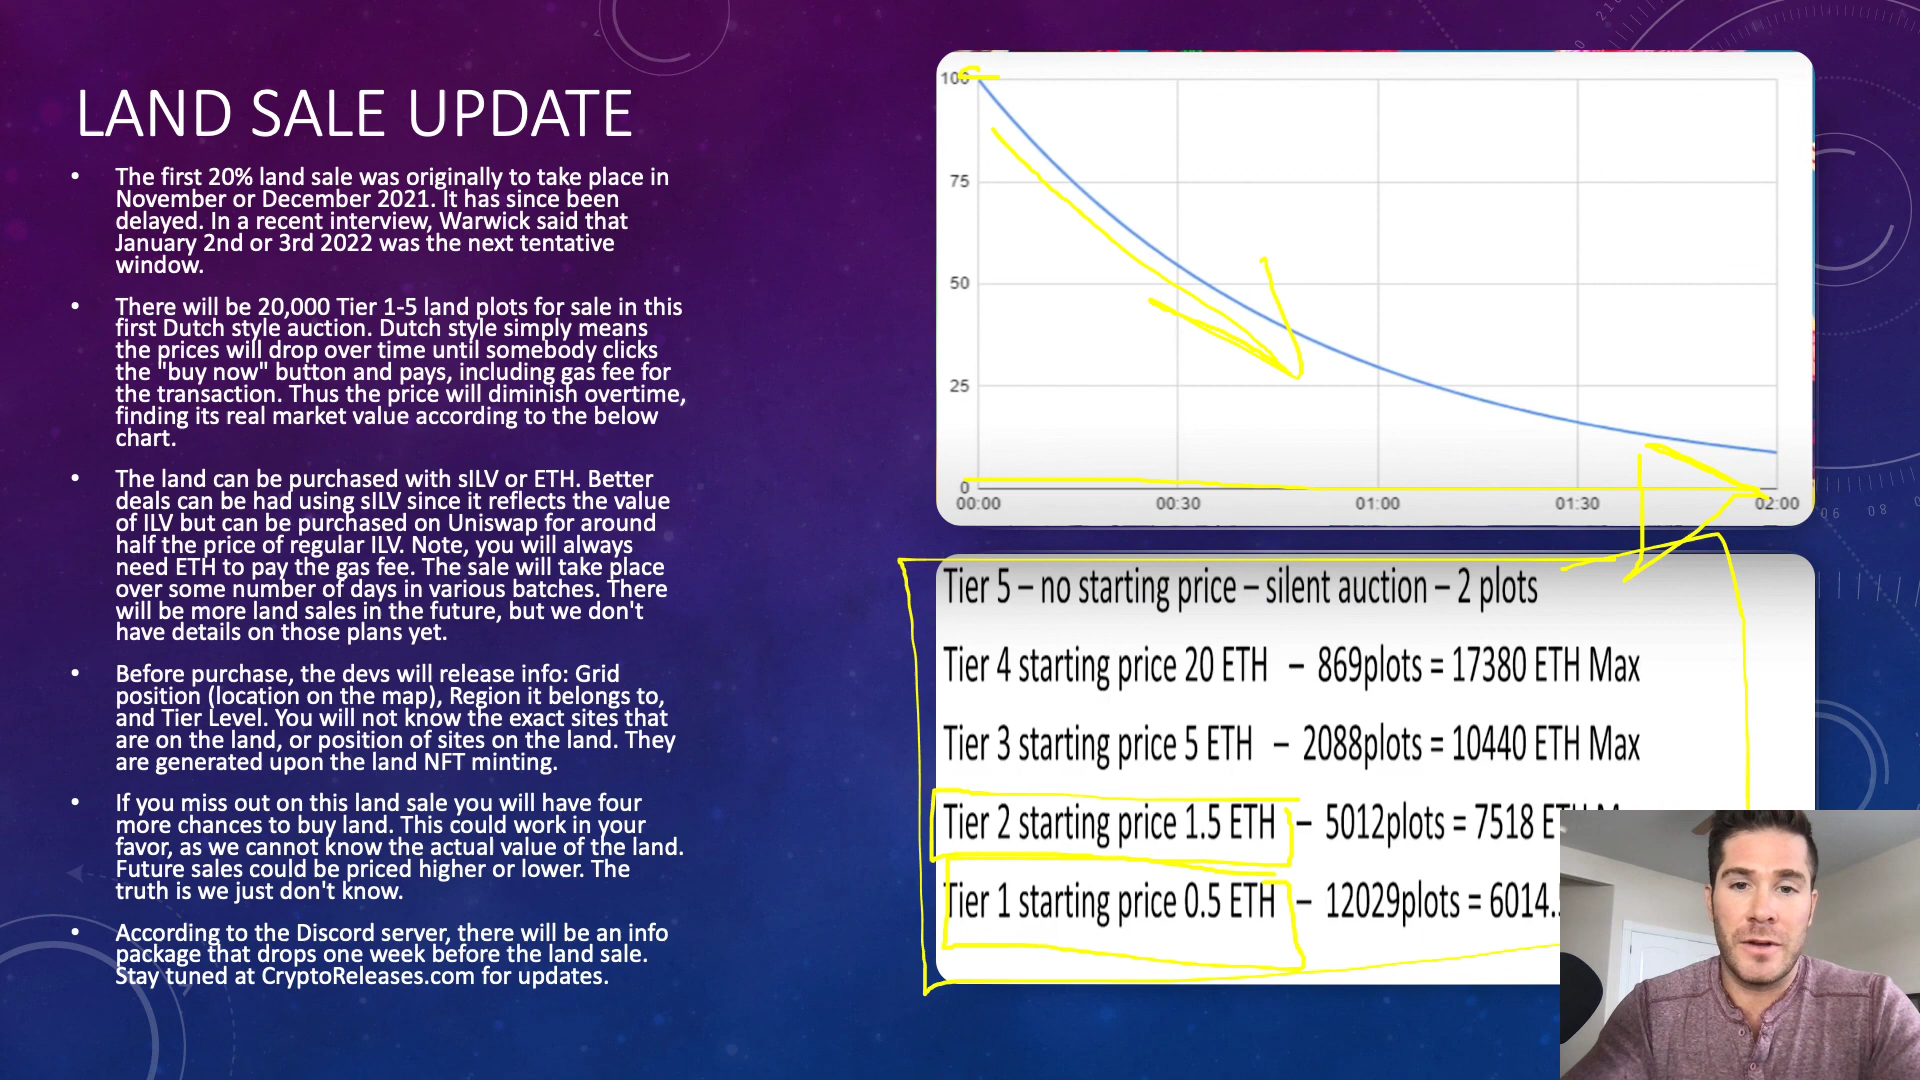 LAND SALE UPDATE
• The first 20% land sale was originally to take place in
November or December 2021. It has since been
delayed. In a recent interview, Warwick said that
January 2nd or 3rd 2022 was the next tentative
window.
• There will be 20,000 Tier 1-5 land plots for sale in this
first Dutch style auction. Dutch style simply means
the prices will drop over time until somebody clicks
the "buy now" button and pays, including gas fee for
the transaction. Thus the price will diminish overtime,
finding its real market value according to the below
chart.
• The land can be purchased with sILV or ETH. Better
deals can be had using sILV since it reflects the value
of ILV but can be purchased on Uniswap for around
half the price of regular ILV. Note, you will always
need ETH to pay the gas fee. The sale will take place
over some number of days in various batches. There
will be more land sales in the future, but we don't
have details on those plans yet.
• Before purchase, the devs will release info: Grid
position (location on the map), Region it belongs to,
and Tier Level. You will not know the exact sites that
are on the land, or position of sites on the land. They
are generated upon the land NFT minting.
• If you miss out on this land sale you will have four
more chances to buy land. This could work in your
favor, as we cannot know the actual value of the land.
Future sales could be priced higher or lower. The
truth is we just don't know.
• According to the Discord server, there will be an info
package that drops one week before the land sale.
Stay tuned at CryptoReleases.com for updates.
100
75
50
25
0
00:00 00:30 01:00 01:30 02:00
Tier 5 – no starting price – silent auction – 2 plots
Tier 4 starting price 20 ETH – 869plots = 17380 ETH Max
Tier 3 starting price 5 ETH – 2088plots = 10440 ETH Max
Tier 2 starting price 1.5 ETH – 5012plots = 7518
Tier 1 starting price 0.5 ETH – 12029plots = 6014.